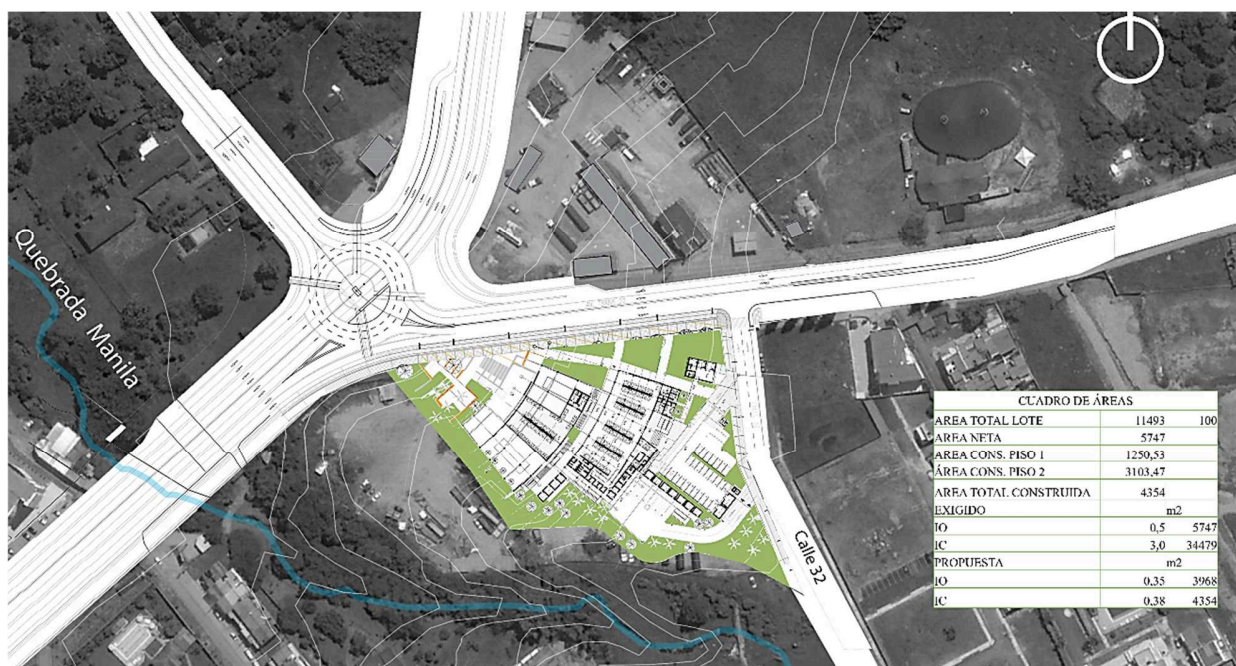 Quebrada Manila
Calle 32
CUADRO DE ÁREAS
AREA TOTAL LOTE 11493 100
AREA NETA 5747
AREA CONS. PISO 1 1250,53
ÁREA CONS. PISO 2 3103,47
AREA TOTAL CONSTRUIDA 4354
EXIGIDO m2
IO 0,5 5747
IC 3,0 34479
PROPUESTA m2
IO 0,35 3968
IC 0,38 4354